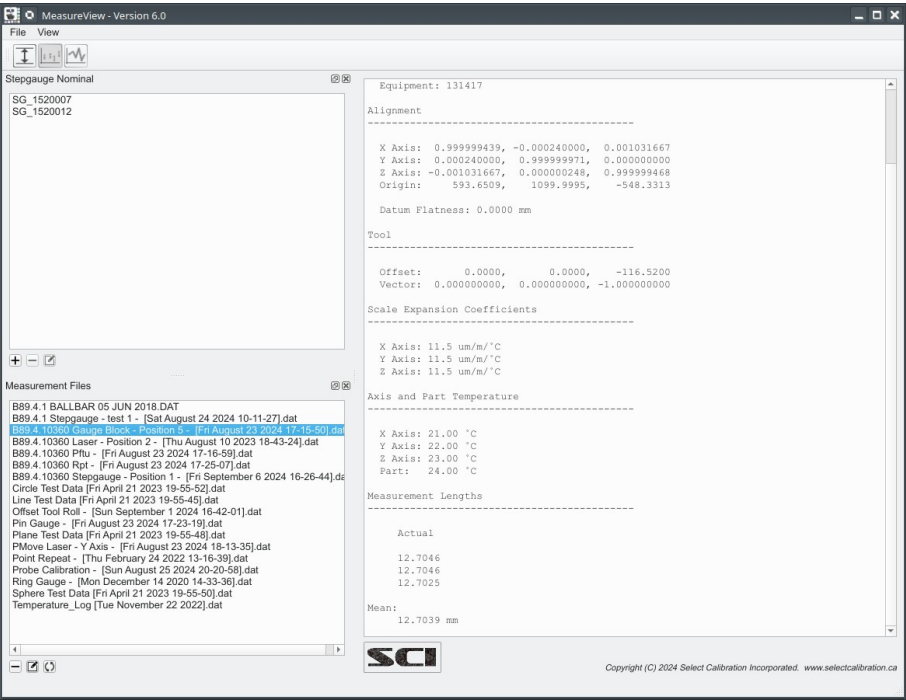 MeasureView - Version 6.0
File View
Stepgauge Nominal
SG_1520007
SG_1520012
Measurement Files
B89.4.1 BALLBAR 05 JUN 2018.DAT
B89.4.1 Stepgauge - test 1 - [Sat August 24 2024 10-11-27].dat
B89.4.10360 Gauge Block - Position 5 - [Fri August 23 2024 17-15-50].dat
B89.4.10360 Laser - Position 2 - [Thu August 10 2023 18-43-24].dat
B89.4.10360 Pftu - [Fri August 23 2024 17-16-59].dat
B89.4.10360 Rpt - [Fri August 23 2024 17-25-07].dat
B89.4.10360 Stepgauge - Position 1 - [Fri September 6 2024 16-26-44].da
Circle Test Data [Fri April 21 2023 19-55-52].dat
Line Test Data [Fri April 21 2023 19-55-45].dat
Offset Tool Roll - [Sun September 1 2024 16-42-01].dat
Pin Gauge - [Fri August 23 2024 17-23-19].dat
Plane Test Data [Fri April 21 2023 19-55-48].dat
PMove Laser - Y Axis - [Fri August 23 2024 18-13-35].dat
Point Repeat - [Thu February 24 2022 13-16-39].dat
Probe Calibration - [Sun August 25 2024 20-20-58].dat
Ring Gauge - [Mon December 14 2020 14-33-36].dat
Sphere Test Data [Fri April 21 2023 19-55-50].dat
Temperature_Log [Tue November 22 2022].dat
Equipment: 131417
Alignment
--------------------------------------------
X Axis: 0.999999439, -0.000240000, 0.001031667
Y Axis: 0.000240000, 0.999999971, 0.000000000
Z Axis: -0.001031667, 0.000000248, 0.999999468
Origin: 593.6509, 1099.9995, -548.3313
Datum Flatness: 0.0000 mm
Tool
--------------------------------------------
Offset: 0.0000, 0.0000, -116.5200
Vector: 0.000000000, 0.000000000, -1.000000000
Scale Expansion Coefficients
--------------------------------------------
X Axis: 11.5 um/m/˚C
Y Axis: 11.5 um/m/˚C
Z Axis: 11.5 um/m/˚C
Axis and Part Temperature
--------------------------------------------
X Axis: 21.00 ˚C
Y Axis: 22.00 ˚C
Z Axis: 23.00 ˚C
Part: 24.00 ˚C
Measurement Lengths
--------------------------------------------
Actual
12.7046
12.7046
12.7025
Mean:
12.7039 mm
SCI
Copyright (C) 2024 Select Calibration Incorporated. www.selectcalibration.ca